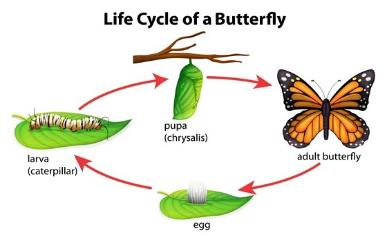 Life Cycle of a Butterfly
pupa
(chrysalis)
adult butterfly
larva
(caterpillar)
egg